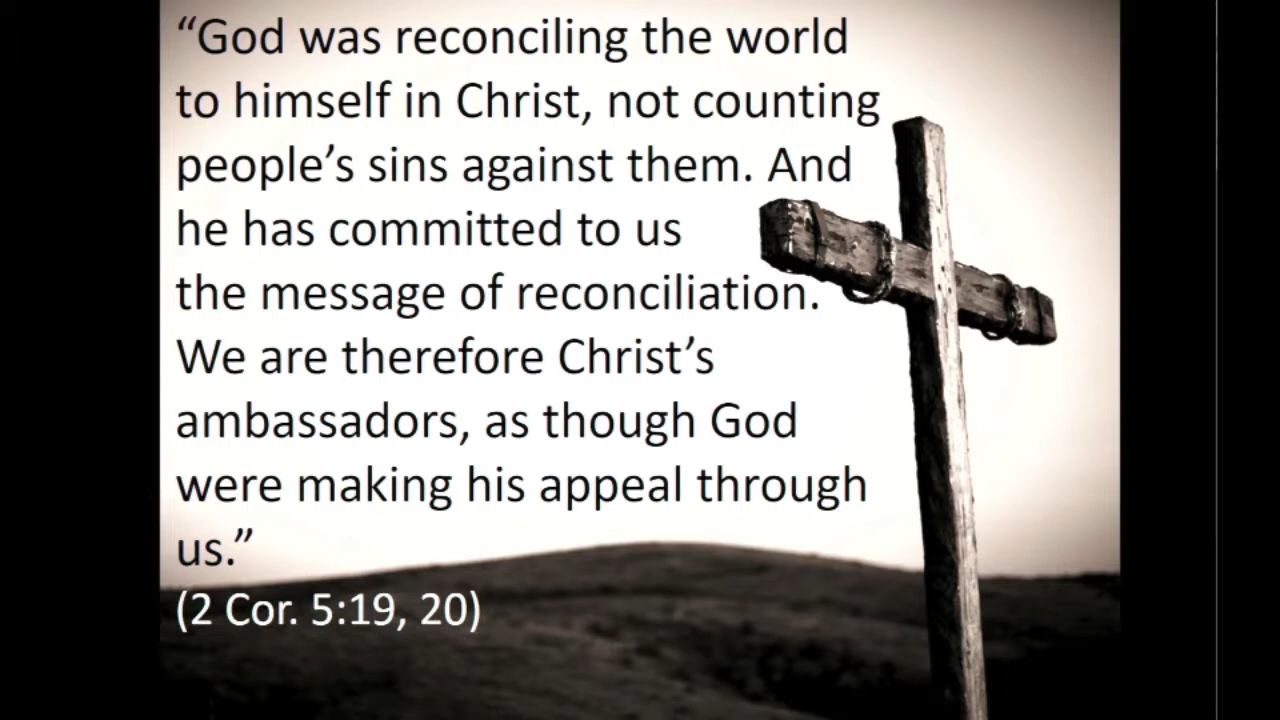 “God was reconciling the world
to himself in Christ, not counting
people’s sins against them. And
he has committed to us
the message of reconciliation.
We are therefore Christ’s
ambassadors, as though God
were making his appeal through
us.”
(2 Cor. 5:19, 20)